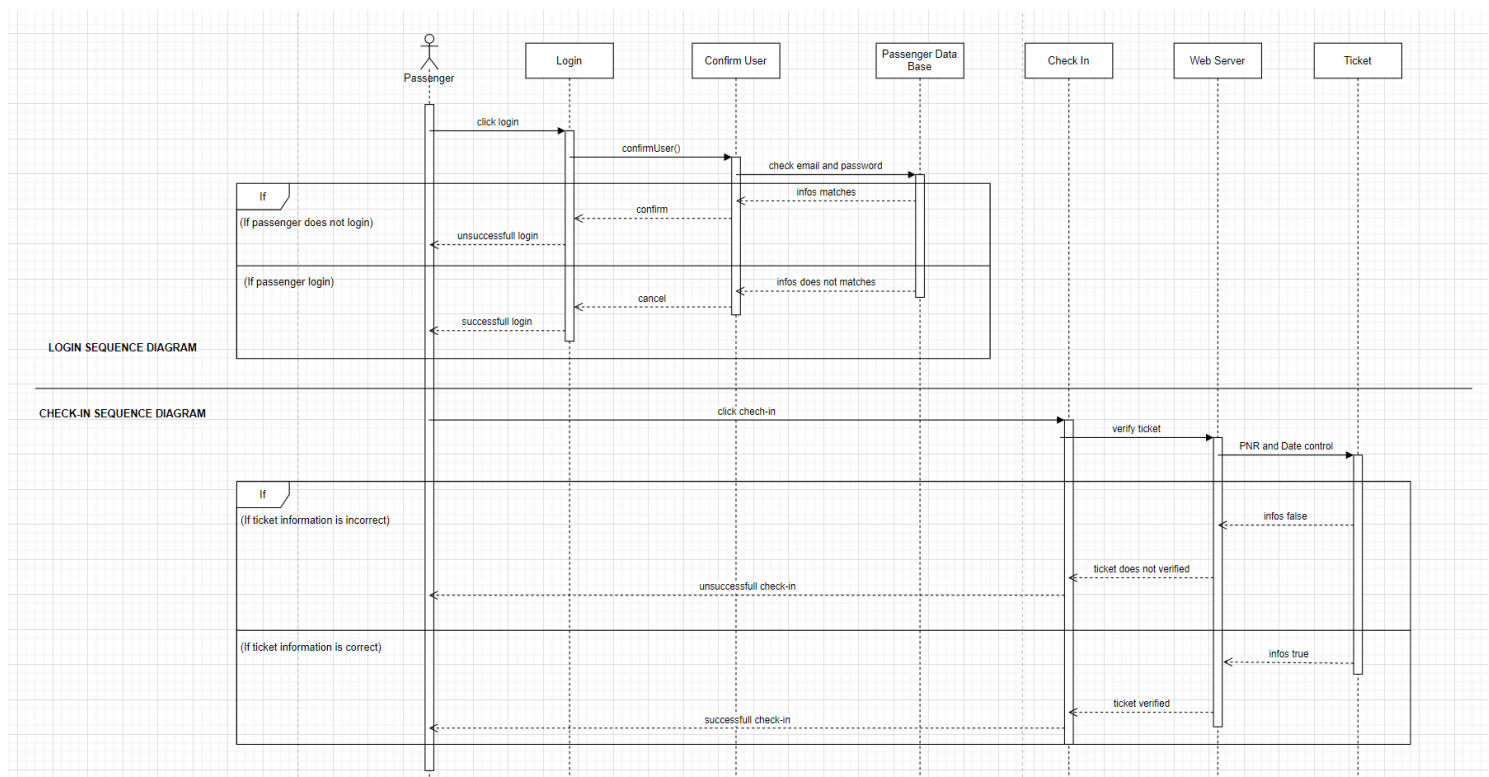 Passenger
Login
Confirm User
Passenger Data
Base
Check In
Web Server
Ticket
click login
confirmUser()
check email and password
If
infos matches
(If passenger does not login)
confirm
unsuccessfull login
(If passenger login)
infos does not matches
cancel
successfull login
LOGIN SEQUENCE DIAGRAM
CHECK-IN SEQUENCE DIAGRAM
click chech-in
verify ticket
PNR and Date control
If
(If ticket information is incorrect)
infos false
ticket does not verified
unsuccessfull check-in
(If ticket information is correct)
infos true
ticket verified
successfull check-in